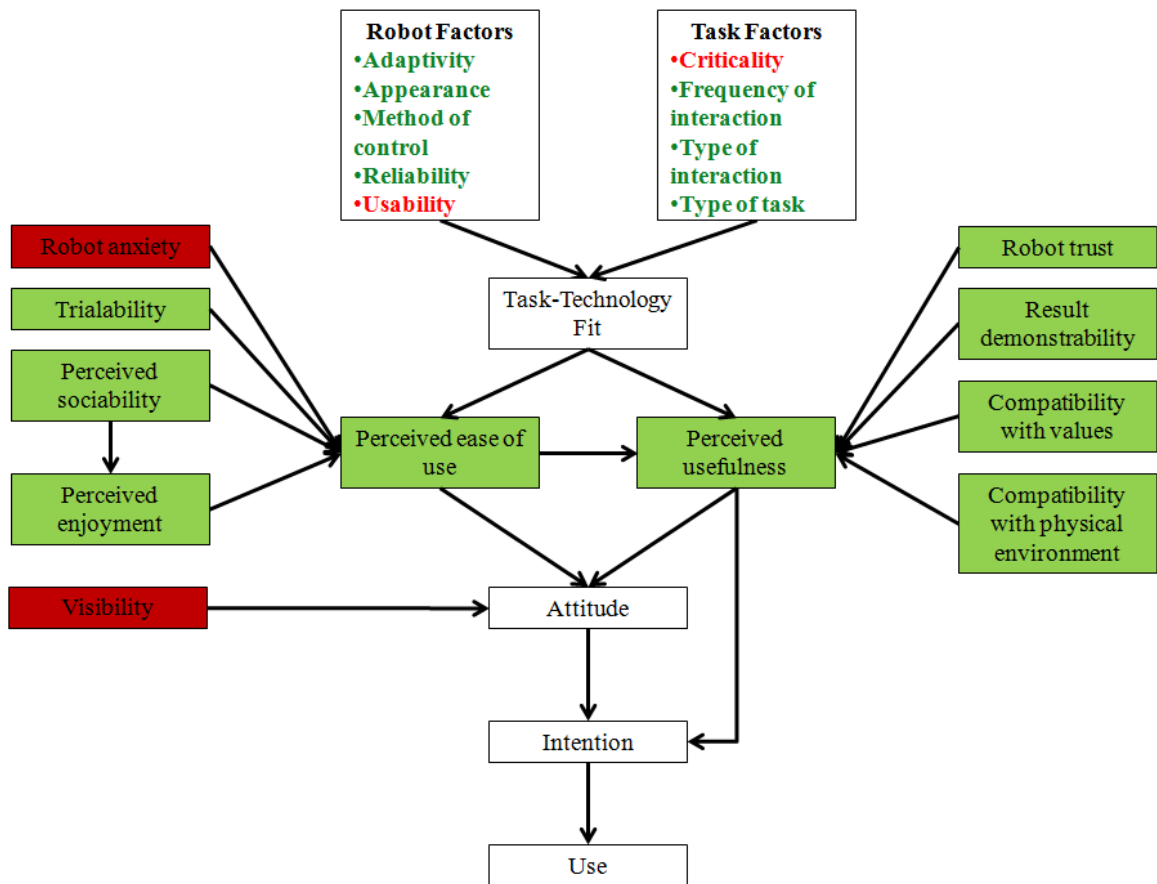 Robot Factors
•Adaptivity
•Appearance
•Method of
control
•Reliability
•Usability
Task Factors
•Criticality
•Frequency of
interaction
•Type of
interaction
•Type of task
Robot anxiety
Trialability
Perceived
sociability
Perceived
enjoyment
Visibility
Task-Technology
Fit
Perceived ease of
use
Perceived
usefulness
Attitude
Intention
Use
Robot trust
Result
demonstrability
Compatibility
with values
Compatibility
with physical
environment